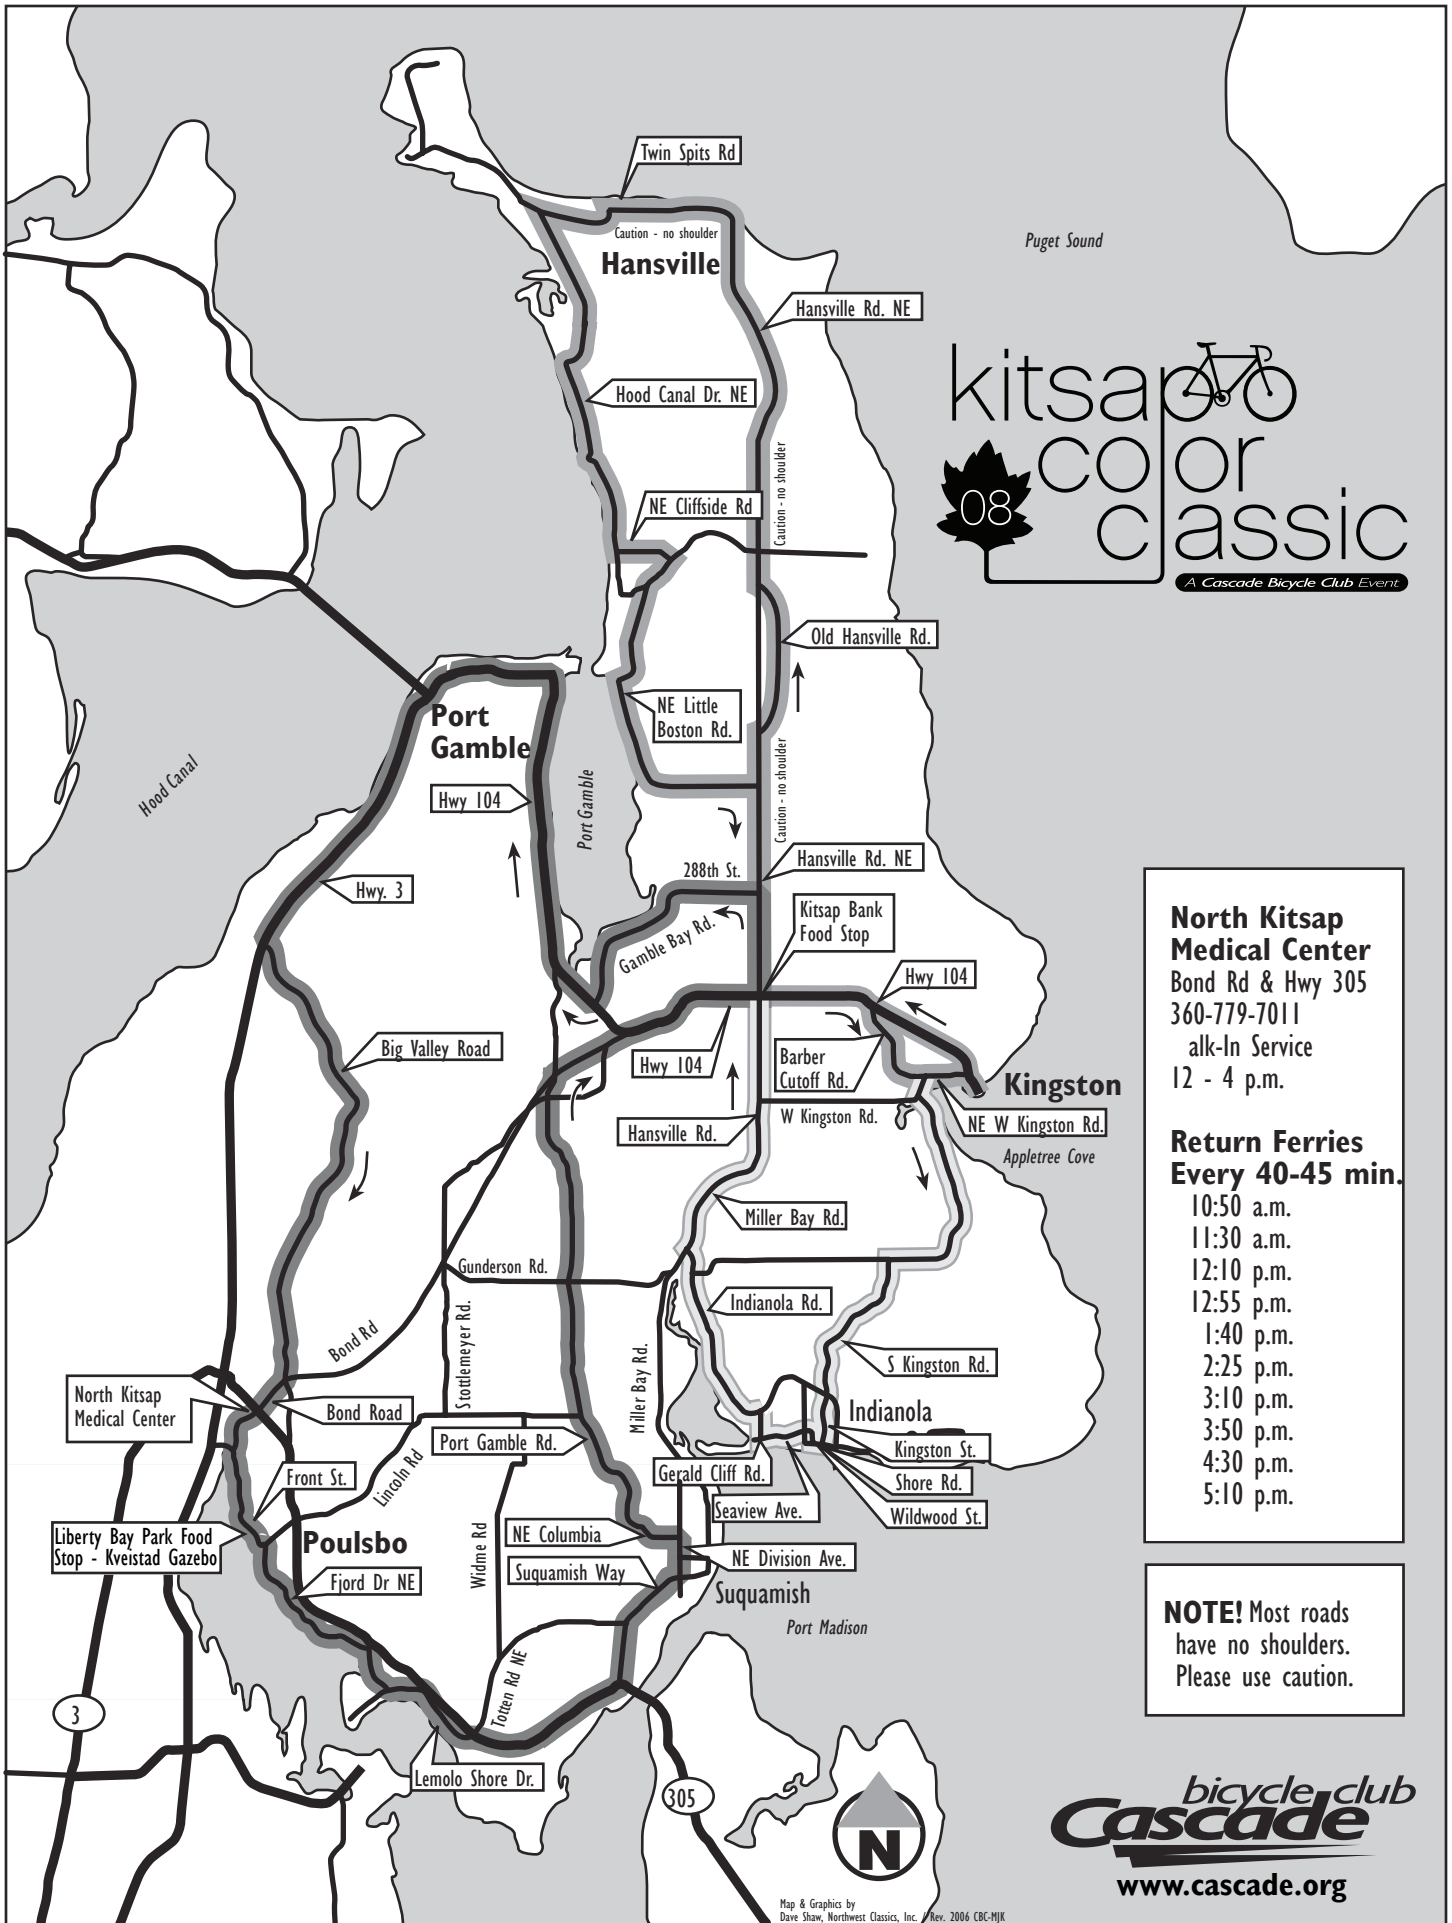 Twin Spits Rd
Caution - no shoulder
Hansville
Puget Sound
Hansville Rd. NE
kitsap
color
classic
08
A Cascade Bicycle Club Event
Hood Canal Dr. NE
Caution - no shoulder
NE Cliffside Rd
Old Hansville Rd.
NE Little
Boston Rd.
Port
Gamble
Hood Canal
Hwy 104
Port Gamble
Caution - no shoulder
Hansville Rd. NE
288th St.
Hwy. 3
Kitsap Bank
Food Stop
Gamble Bay Rd.
Hwy 104
Big Valley Road
Hwy 104
Barber
Cutoff Rd.
Kingston
W Kingston Rd.
NE W Kingston Rd.
Hansville Rd.
Appletree Cove
Miller Bay Rd.
Gunderson Rd.
Indianola Rd.
Bond Rd
Stottlemeyer Rd.
Miller Bay Rd.
S Kingston Rd.
North Kitsap
Medical Center
Bond Road
Indianola
Port Gamble Rd.
Kingston St.
Lincoln Rd
Gerald Cliff Rd.
Front St.
Shore Rd.
Seaview Ave.
Wildwood St.
Liberty Bay Park Food
Stop - Kveistad Gazebo
Poulsbo
NE Columbia
Widme Rd
NE Division Ave.
Suquamish Way
Fjord Dr NE
Suquamish
Port Madison
Totten Rd NE
3
Lemolo Shore Dr.
305
N
North Kitsap
Medical Center
Bond Rd & Hwy 305
360-779-7011
alk-In Service
12 - 4 p.m.
Return Ferries
Every 40-45 min.
10:50 a.m.
11:30 a.m.
12:10 p.m.
12:55 p.m.
1:40 p.m.
2:25 p.m.
3:10 p.m.
3:50 p.m.
4:30 p.m.
5:10 p.m.
NOTE! Most roads
have no shoulders.
Please use caution.
bicycle club
Cascade
www.cascade.org
Map & Graphics by
Dave Shaw, Northwest Classics, Inc. / Rev. 2006 CBC-MJK